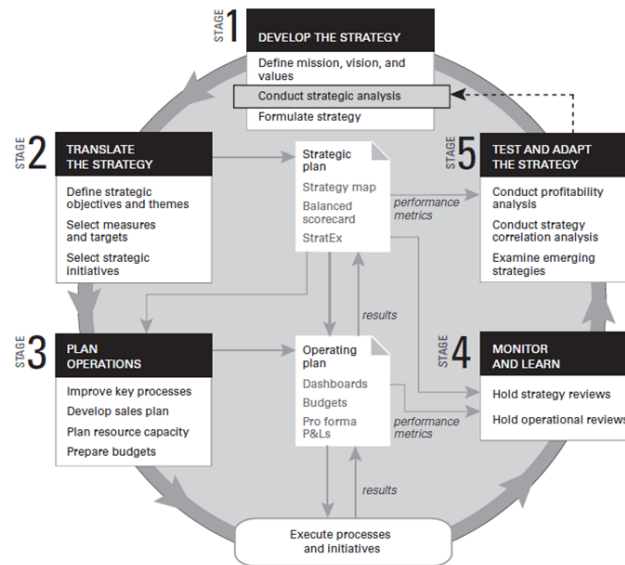 STAGE 1
DEVELOP THE STRATEGY
Define mission, vision, and
values
Conduct strategic analysis
Formulate strategy
STAGE 2
TRANSLATE
THE STRATEGY
Define strategic
objectives and themes
Select measures
and targets
Select strategic
initiatives
Strategic
plan
Strategy map
Balanced
scorecard
StratEx
performance
metrics
STAGE 5
TEST AND ADAPT
THE STRATEGY
Conduct profitability
analysis
Conduct strategy
correlation analysis
Examine emerging
strategies
results
STAGE 3
PLAN
OPERATIONS
Improve key processes
Develop sales plan
Plan resource capacity
Prepare budgets
Operating
plan
Dashboards
Budgets
Pro forma
P&Ls
performance
metrics
STAGE 4
MONITOR
AND LEARN
Hold strategy reviews
Hold operational reviews
results
Execute processes
and initiatives